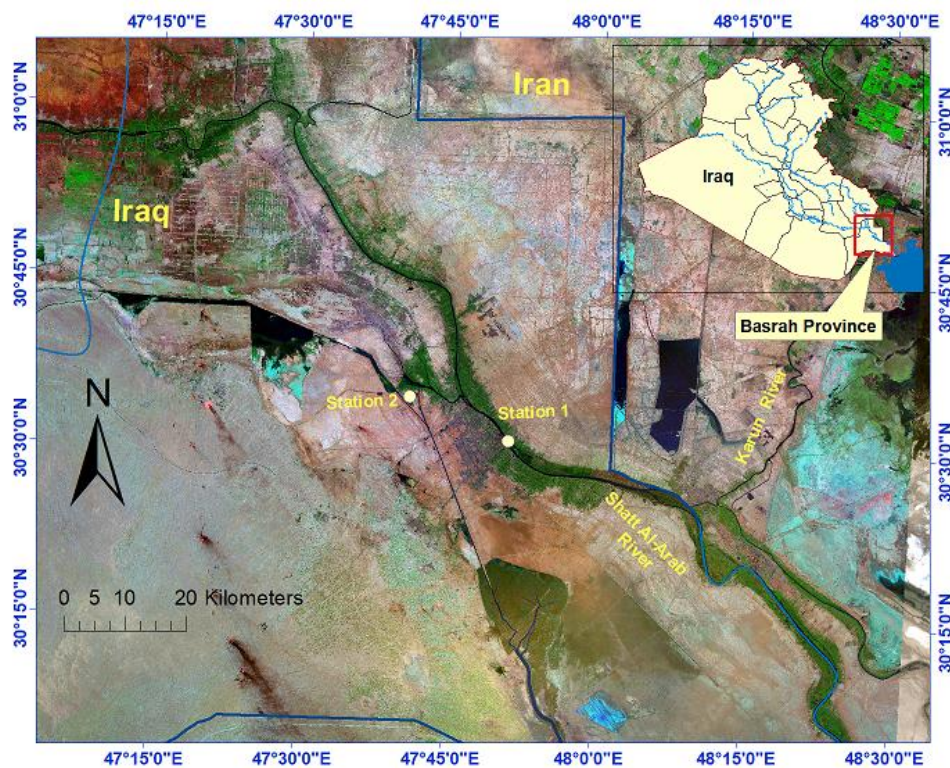 47°15'0"E 47°30'0"E 47°45'0"E 48°0'0"E 48°15'0"E 48°30'0"E
31°0'0"N
30°45'0"N
30°30'0"N
30°15'0"N
Iran
Iraq
Iraq
Basrah Province
31°0'0"N
30°45'0"N
30°30'0"N
30°15'0"N
N
Station 2
Station 1
Karun River
Shatt Al-Arab
River
0 5 10 20 Kilometers
47°15'0"E 47°30'0"E 47°45'0"E 48°0'0"E 48°15'0"E 48°30'0"E